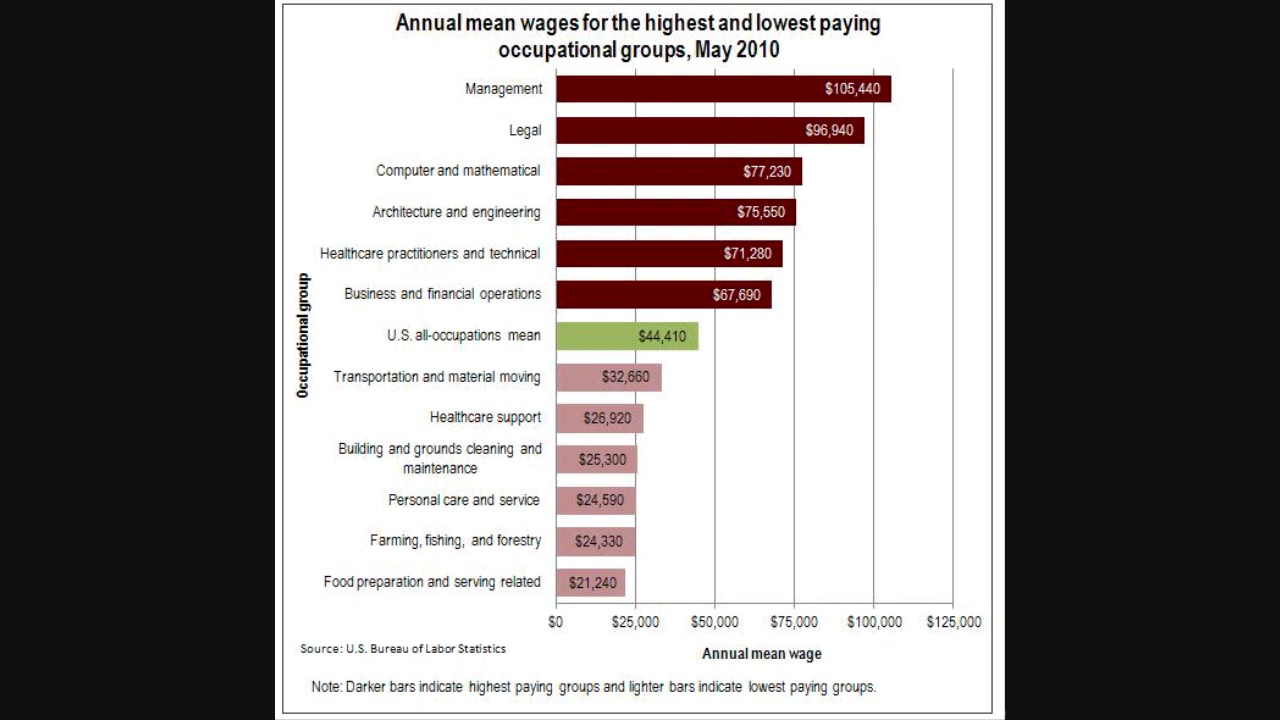 Annual mean wages for the highest and lowest paying
occupational groups, May 2010
Occupational group
Management $105,440
Legal $96,940
Computer and mathematical $77,230
Architecture and engineering $75,550
Healthcare practitioners and technical $71,280
Business and financial operations $67,690
U.S. all-occupations mean $44,410
Transportation and material moving $32,660
Healthcare support $26,920
Building and grounds cleaning and
maintenance $25,300
Personal care and service $24,590
Farming, fishing, and forestry $24,330
Food preparation and serving related $21,240
$0 $25,000 $50,000 $75,000 $100,000 $125,000
Annual mean wage
Source: U.S. Bureau of Labor Statistics
Note: Darker bars indicate highest paying groups and lighter bars indicate lowest paying groups.